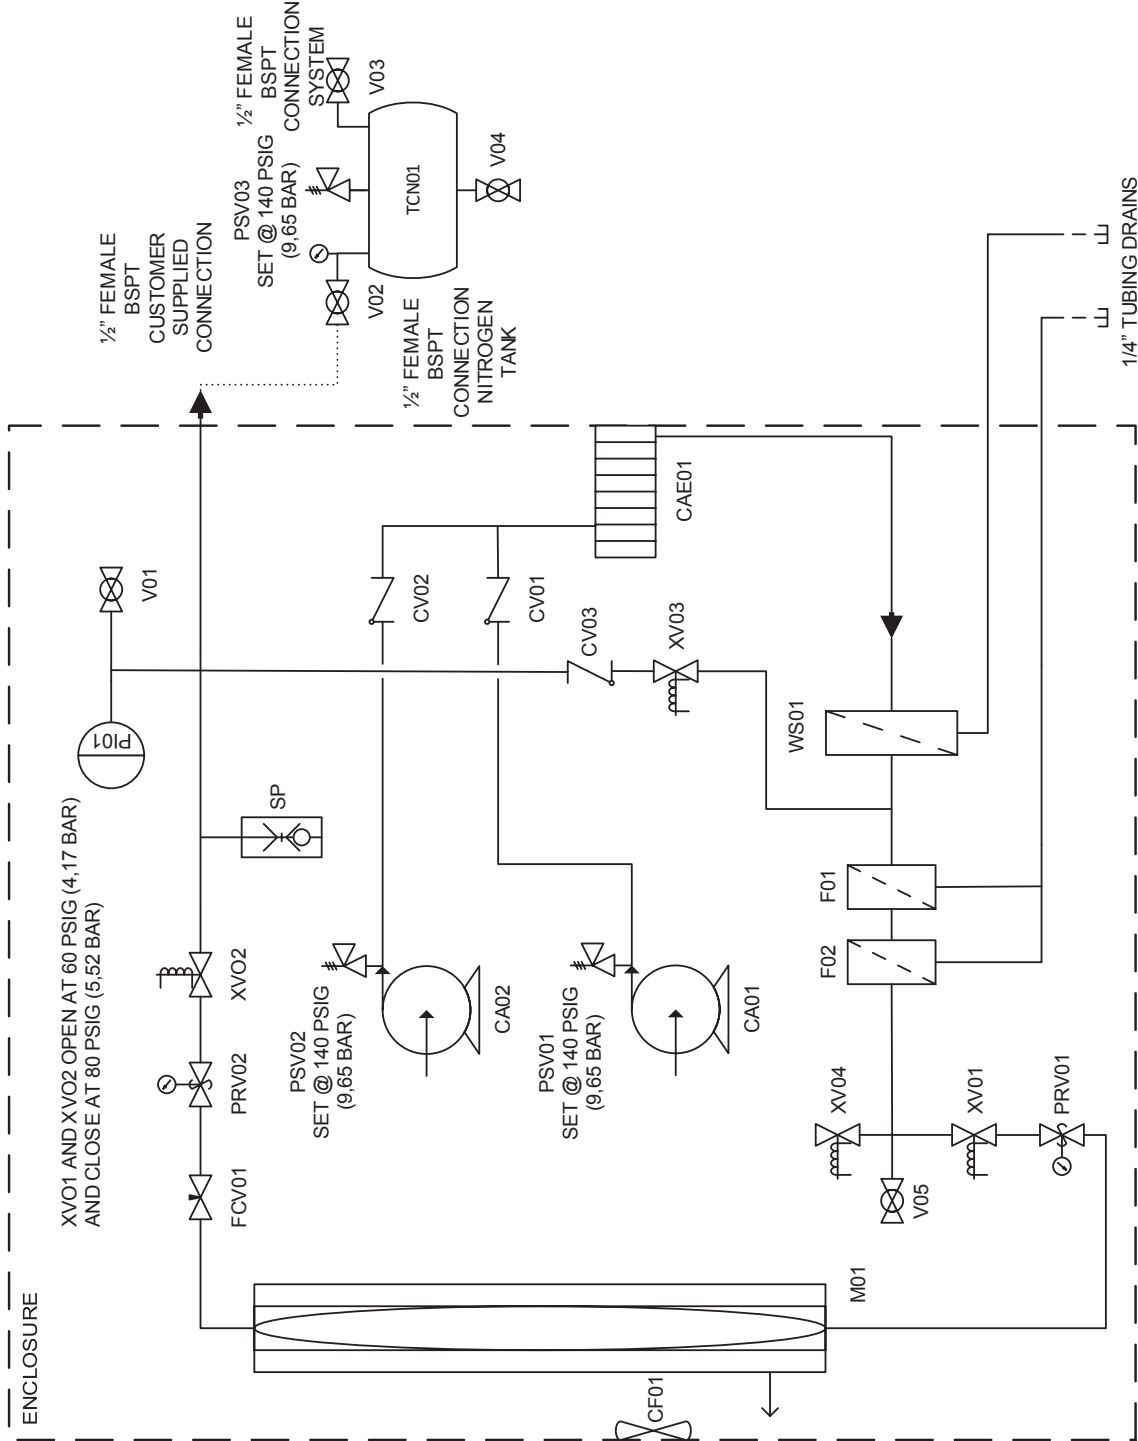 ENCLOSURE
XVO1 AND XVO2 OPEN AT 60 PSIG (4,17 BAR)
AND CLOSE AT 80 PSIG (5,52 BAR)
FCV01
PRV02
XVO2
SP
PI01
V01
½" FEMALE
BSPT
CUSTOMER
SUPPLIED
CONNECTION
½" FEMALE
BSPT
CONNECTION
SYSTEM
V03
PSV03
SET @ 140 PSIG
(9,65 BAR)
TCN01
V04
V02
½" FEMALE
BSPT
CONNECTION
NITROGEN
TANK
PSV02
SET @ 140 PSIG
(9,65 BAR)
CA02
CV02
PSV01
SET @ 140 PSIG
(9,65 BAR)
CA01
CV01
CV03
XV03
CAE01
WS01
F01
F02
XV04
XV01
PRV01
V05
M01
CF01
1/4" TUBING DRAINS